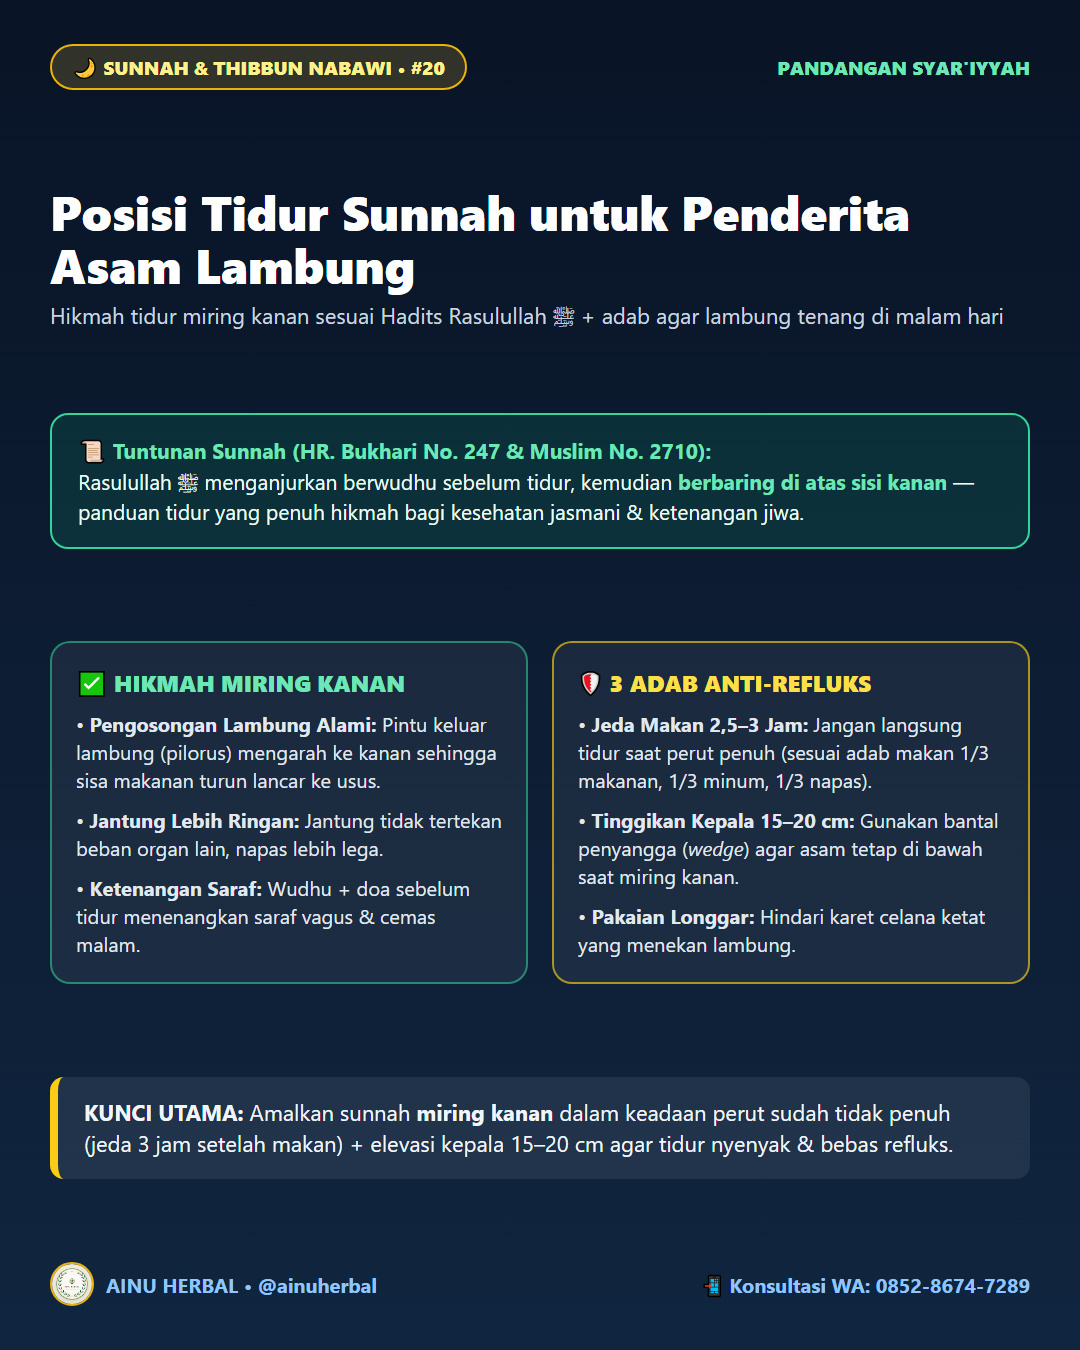 🌙 SUNNAH & THIBBUN NABAWI • #20
PANDANGAN SYAR'IYYAH
Posisi Tidur Sunnah untuk Penderita
Asam Lambung
Hikmah tidur miring kanan sesuai Hadits Rasulullah ﷺ + adab agar lambung tenang di malam hari
📜 Tuntunan Sunnah (HR. Bukhari No. 247 & Muslim No. 2710):
Rasulullah ﷺ menganjurkan berwudhu sebelum tidur, kemudian berbaring di atas sisi kanan —
panduan tidur yang penuh hikmah bagi kesehatan jasmani & ketenangan jiwa.
✅ HIKMAH MIRING KANAN
• Pengosongan Lambung Alami: Pintu keluar
lambung (pilorus) mengarah ke kanan sehingga
sisa makanan turun lancar ke usus.
• Jantung Lebih Ringan: Jantung tidak tertekan
beban organ lain, napas lebih lega.
• Ketenangan Saraf: Wudhu + doa sebelum
tidur menenangkan saraf vagus & cemas
malam.
🛡️ 3 ADAB ANTI-REFLUKS
• Jeda Makan 2,5–3 Jam: Jangan langsung
tidur saat perut penuh (sesuai adab makan 1/3
makanan, 1/3 minum, 1/3 napas).
• Tinggikan Kepala 15–20 cm: Gunakan bantal
penyangga (wedge) agar asam tetap di bawah
saat miring kanan.
• Pakaian Longgar: Hindari karet celana ketat
yang menekan lambung.
KUNCI UTAMA: Amalkan sunnah miring kanan dalam keadaan perut sudah tidak penuh
(jeda 3 jam setelah makan) + elevasi kepala 15–20 cm agar tidur nyenyak & bebas refluks.
AINU HERBAL • @ainuherbal
📲 Konsultasi WA: 0852-8674-7289